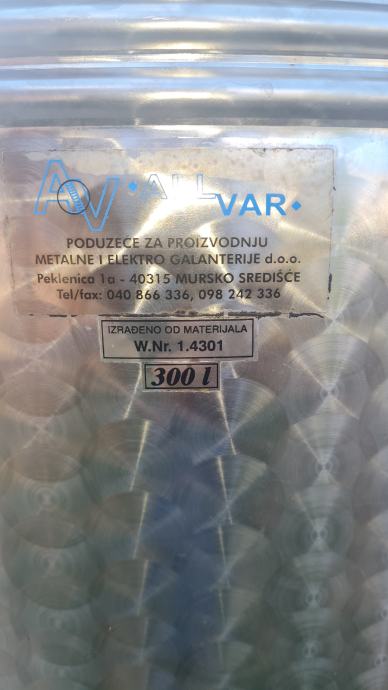 AV • ALLVAR •
PODUZEĆE ZA PROIZVODNJU
METALNE I ELEKTRO GALANTERIJE d.o.o.
Peklenica 1a - 40315 MURSKO SREDIŠĆE
Tel/fax: 040 866 336, 098 242 336
IZRAĐENO OD MATERIJALA
W.Nr. 1.4301
300 l